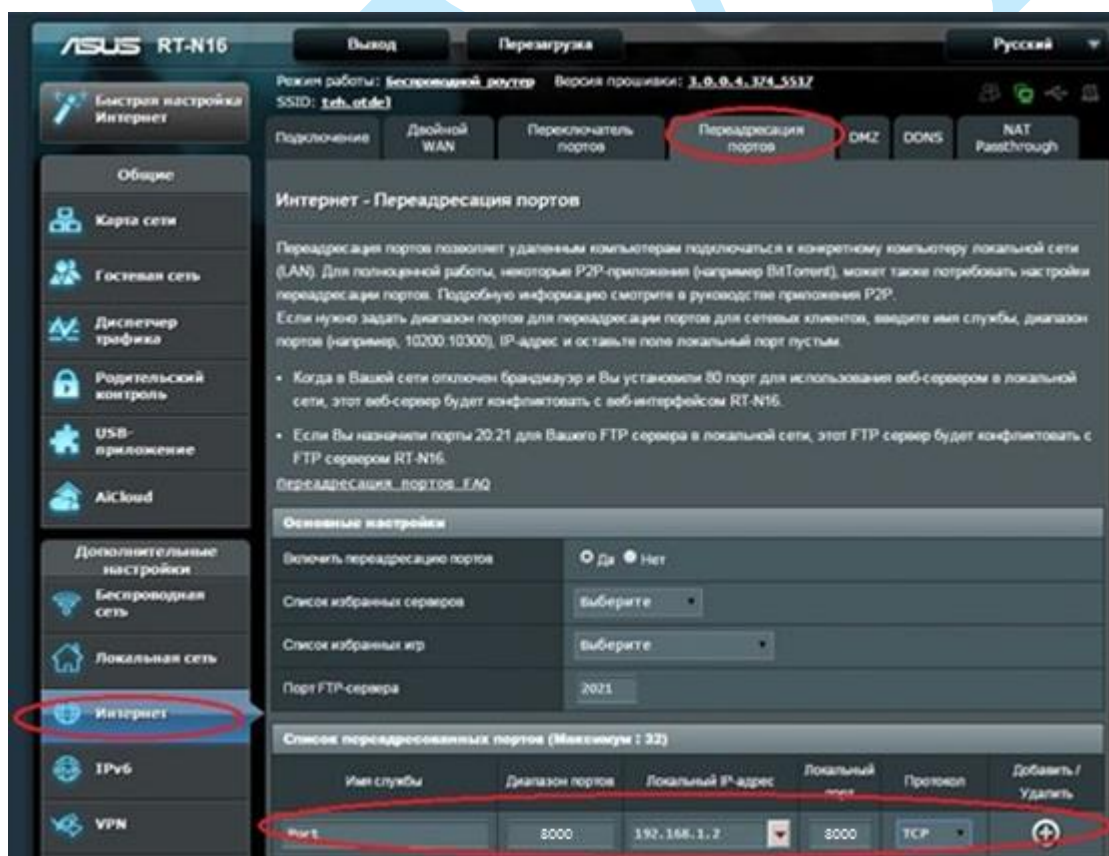 ASUS RT-N16
Выход
Перезагрузка
Русский
Быстрая настройка
Интернет
Режим работы: Беспроводной роутер Версия прошивки: 3.0.0.4.374_5517
SSID: teh.otdel
Подключение
Двойной
WAN
Переключатель
портов
Переадресация
портов
DMZ
DDNS
NAT
Passthrough
Общие
Карта сети
Гостевая сеть
Диспетчер
трафика
Родительский
контроль
USB-
приложение
AiCloud
Дополнительные
настройки
Беспроводная
сеть
Локальная сеть
Интернет
IPv6
VPN
Интернет - Переадресация портов
Переадресация портов позволяет удаленным компьютерам подключаться к конкретному компьютеру локальной сети
(LAN). Для полноценной работы, некоторые P2P-приложения (например BitTorrent), может также потребовать настройки
переадресации портов. Подробную информацию смотрите в руководстве приложения P2P.
Если нужно задать диапазон портов для переадресации портов для сетевых клиентов, введите имя службы, диапазон
портов (например, 10200:10300), IP-адрес и оставьте поле локальный порт пустым.
• Когда в Вашей сети отключен брандмауэр и Вы установили 80 порт для использования веб-сервером в локальной
сети, этот веб-сервер будет конфликтовать с веб-интерфейсом RT-N16.
• Если Вы назначили порты 20:21 для Вашего FTP сервера в локальной сети, этот FTP сервер будет конфликтовать с
FTP сервером RT-N16.
Переадресация портов FAQ
Основные настройки
Включить переадресацию портов Да Нет
Список избранных серверов Выберите
Список избранных игр Выберите
Порт FTP-сервера 2021
Список переадресованных портов (Максимум : 32)
Имя службы
Диапазон портов
Локальный IP-адрес
Локальный
порт
Протокол
Добавить /
Удалить
Port 8000 192.168.1.2 8000 TCP